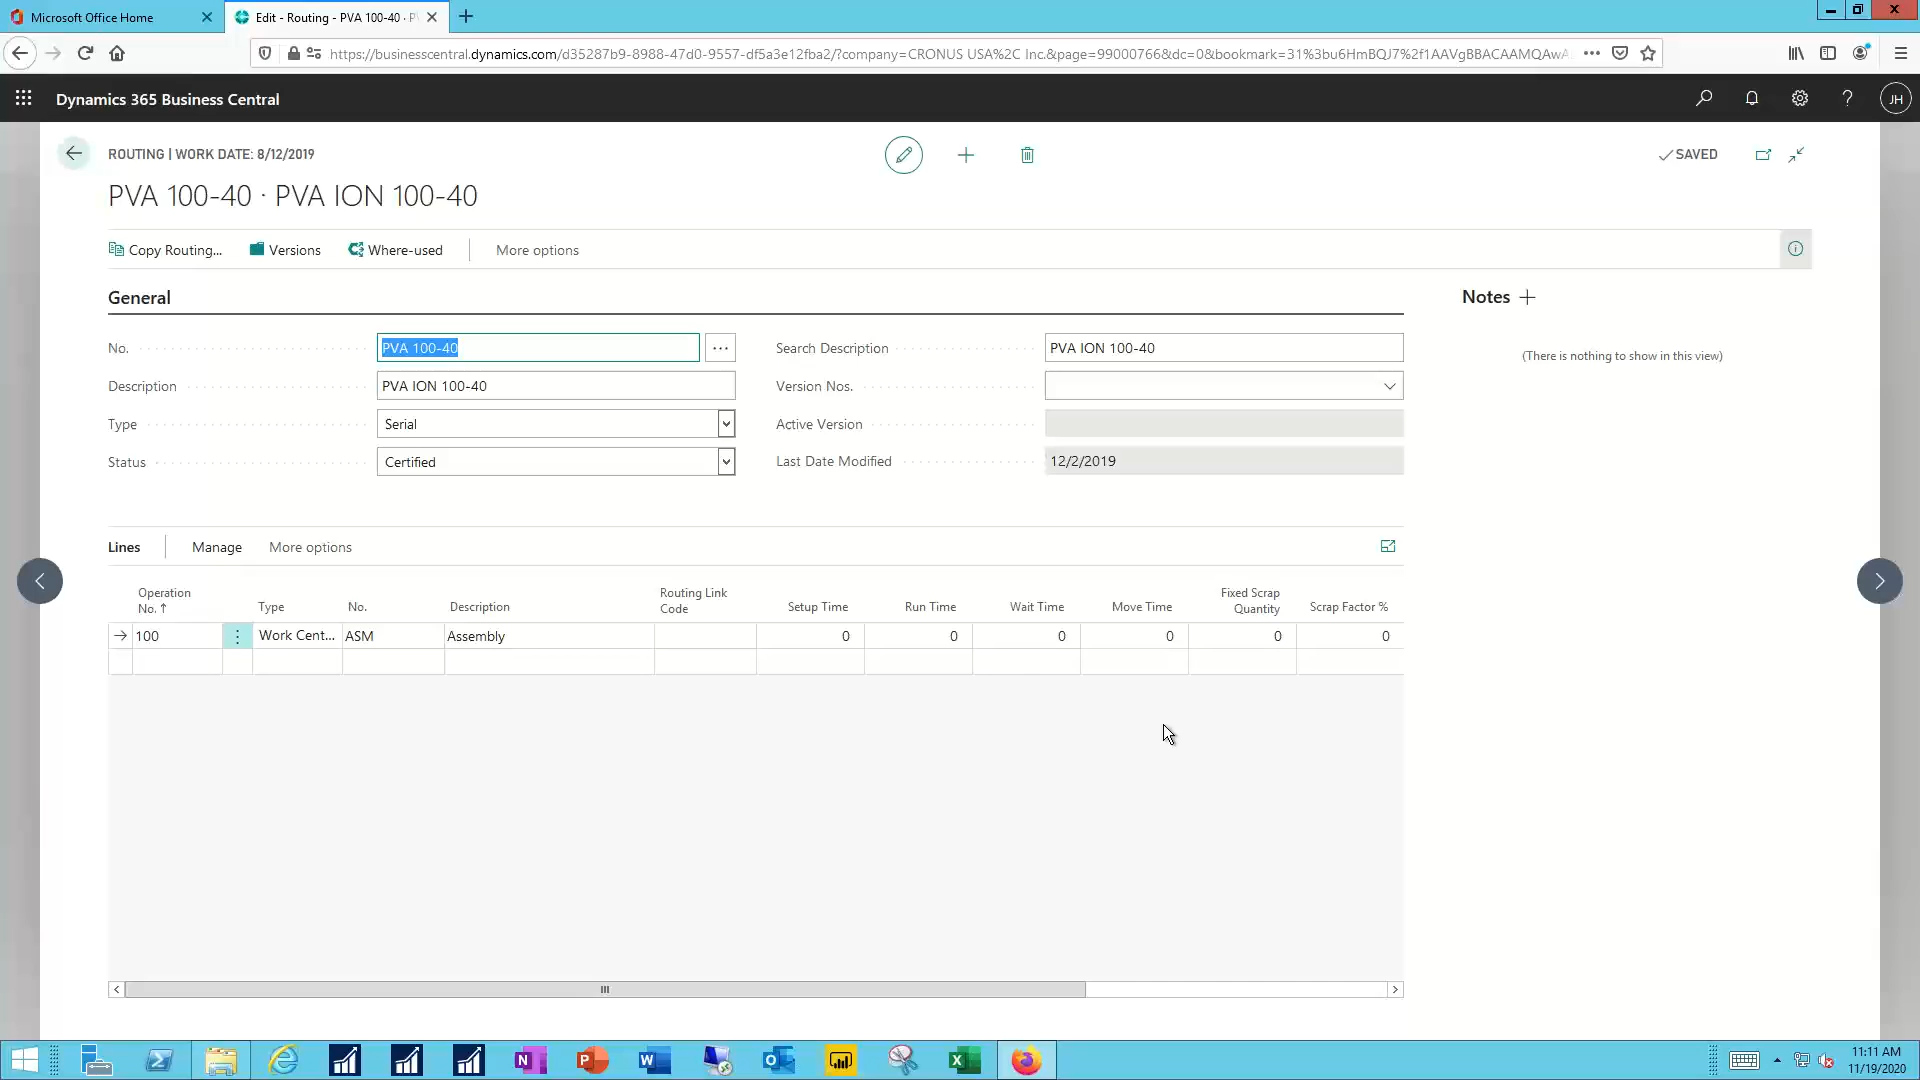 Microsoft Office Home
Edit - Routing - PVA 100-40 ·
https://businesscentral.dynamics.com/d35287b9-8988-47d0-9557-df5a3e12fba2/?company=CRONUS USA%2C Inc.&page=99000766&dc=0&bookmark=31%3bu6HmBQJ7%2f1AAVgBBACAAMQAwA
Dynamics 365 Business Central
JH
ROUTING | WORK DATE: 8/12/2019
SAVED
PVA 100-40 · PVA ION 100-40
Copy Routing... Versions Where-used More options
General
Notes
No. PVA 100-40 ... Search Description PVA ION 100-40
(There is nothing to show in this view)
Description PVA ION 100-40 Version Nos.
Type Serial Active Version
Status Certified Last Date Modified 12/2/2019
Lines Manage More options
Operation No. ↑ Type No. Description Routing Link Code Setup Time Run Time Wait Time Move Time Fixed Scrap Quantity Scrap Factor %
100 Work Cent... ASM Assembly 0 0 0 0 0 0
11:11 AM
11/19/2020